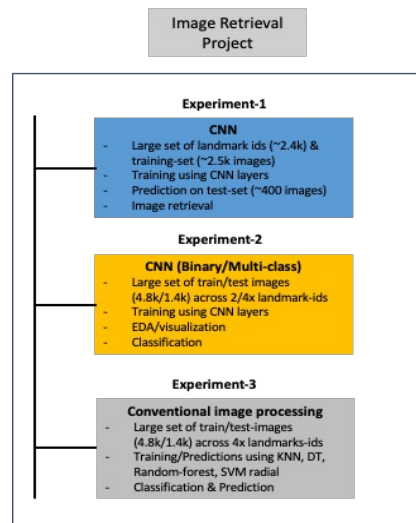 Image Retrieval
Project
Experiment-1
CNN
- Large set of landmark ids (~2.4k) &
training-set (~2.5k images)
- Training using CNN layers
- Prediction on test-set (~400 images)
- Image retrieval
Experiment-2
CNN (Binary/Multi-class)
- Large set of train/test images
(4.8k/1.4k) across 2/4x landmark-ids
- Training using CNN layers
- EDA/visualization
- Classification
Experiment-3
Conventional image processing
- Large set of train/test-images
(4.8k/1.4k) across 4x landmarks-ids
- Training/Predictions using KNN, DT,
Random-forest, SVM radial
- Classification & Prediction